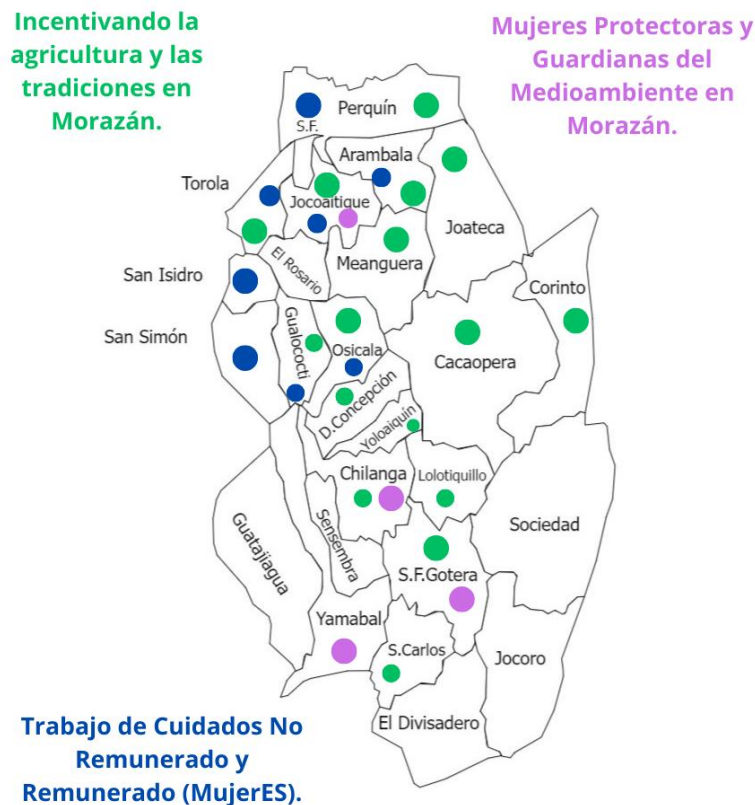 Incentivando la
agricultura y las
tradiciones en
Morazán.
Mujeres Protectoras y
Guardianas del
Medioambiente en
Morazán.
Perquín
S.F.
Arambala
Torola
Jocoaitique
Joateca
El Rosario
Meanguera
San Isidro
Corinto
San Simón
Gualococti
Osicala
Cacaopera
D.Concepción
Yoloaiquín
Chilanga
Lolotiquillo
Guatajiagua
Sensembra
Sociedad
S.F.Gotera
Yamabal
S.Carlos
Jocoro
El Divisadero
Trabajo de Cuidados No
Remunerado y
Remunerado (MujerES).